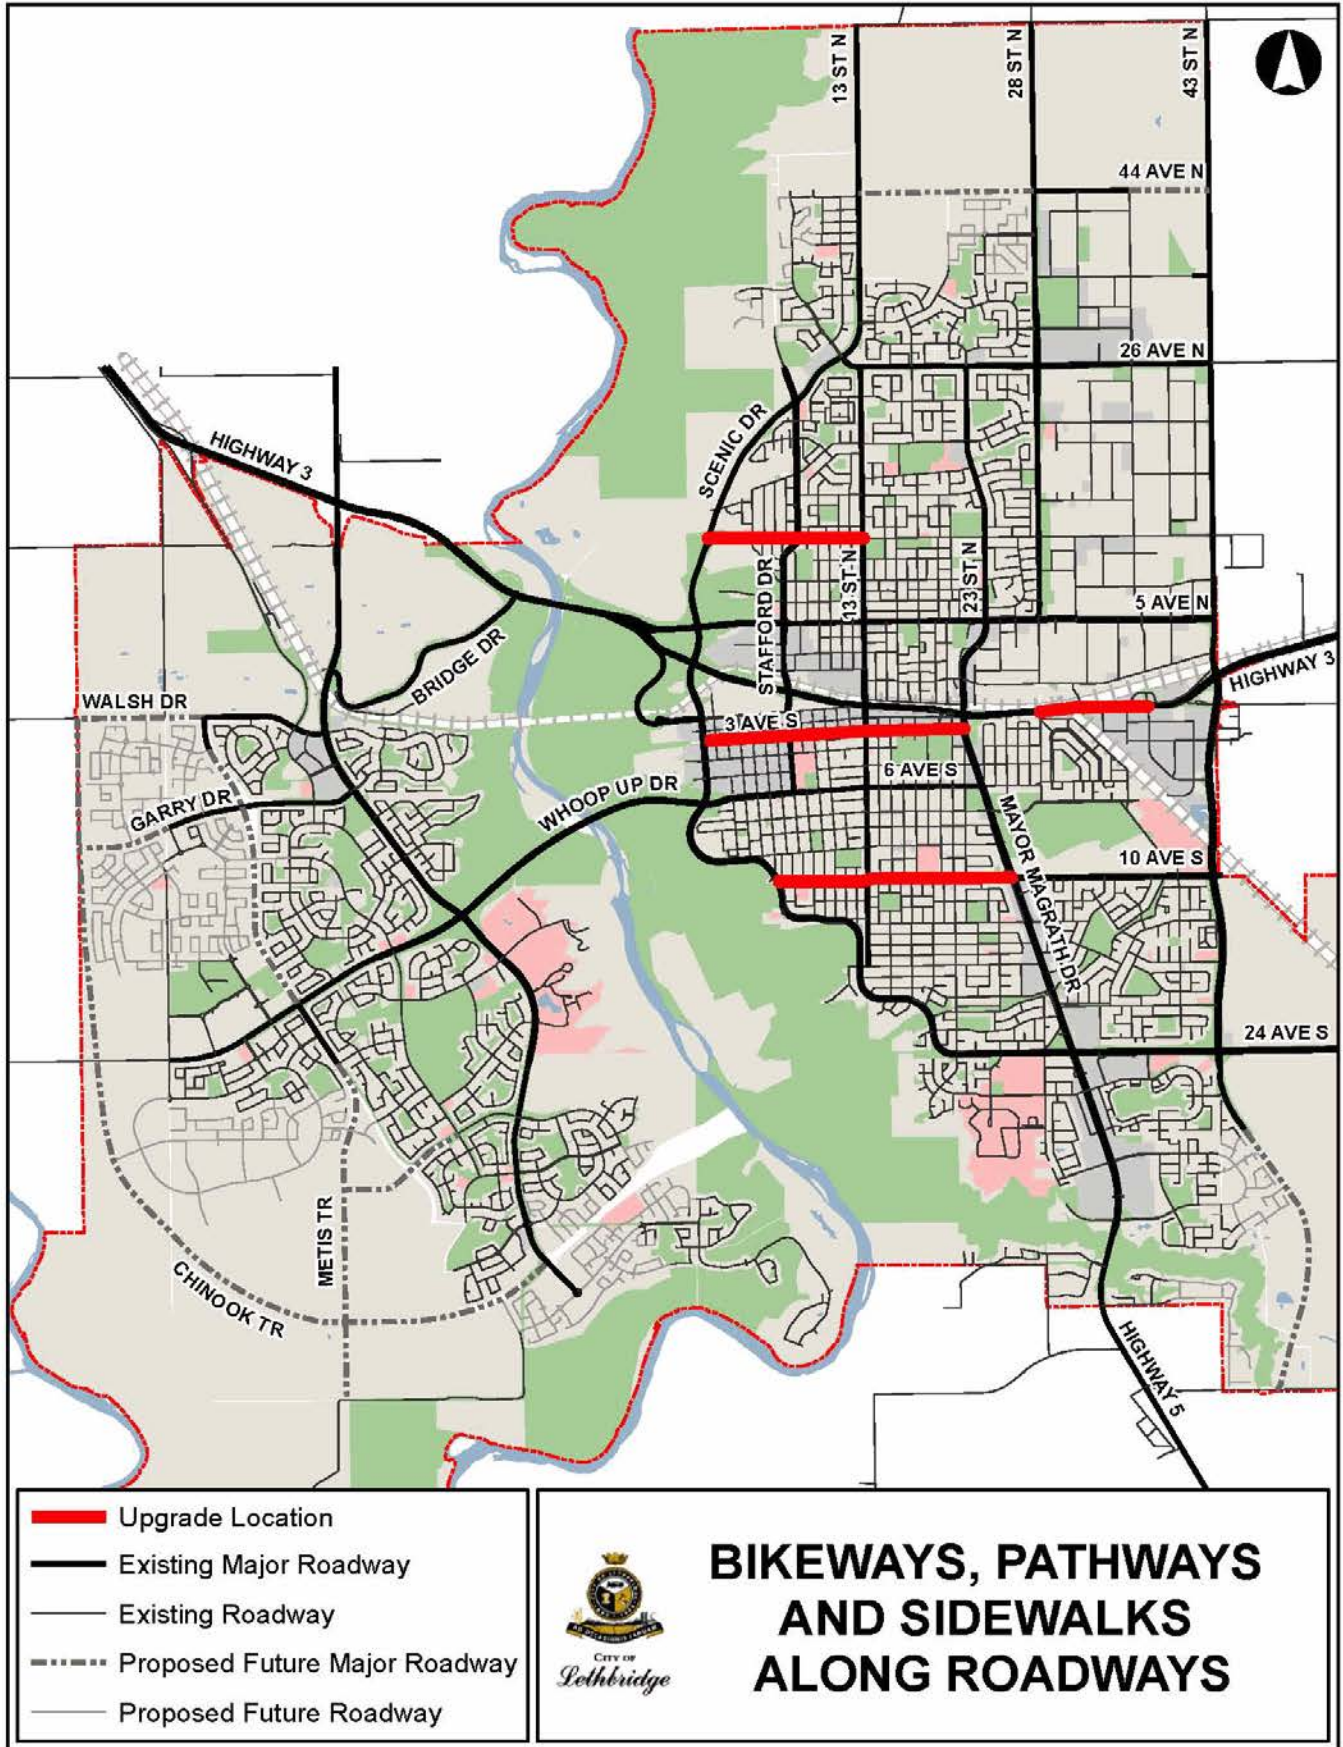 13 ST N
28 ST N
43 ST N
44 AVE N
26 AVE N
HIGHWAY 3
SCENIC DR
STAFFORD DR
13 ST N
23 ST N
5 AVE N
BRIDGE DR
HIGHWAY 3
WALSH DR
3 AVE S
6 AVE S
WHOOP UP DR
GARRY DR
MAYOR MAGRATH DR
10 AVE S
24 AVE S
METIS TR
CHINOOK TR
HIGHWAY 5
Upgrade Location
Existing Major Roadway
Existing Roadway
Proposed Future Major Roadway
Proposed Future Roadway
CITY OF
Lethbridge
BIKEWAYS, PATHWAYS
AND SIDEWALKS
ALONG ROADWAYS